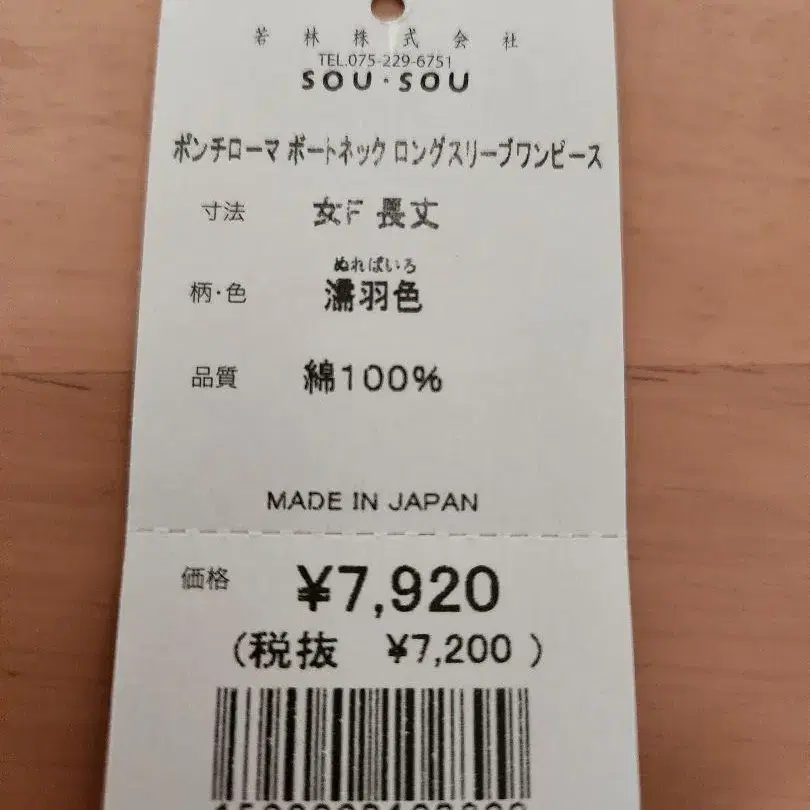 若林株式会社
TEL.075-229-6751
SOU・SOU
ポンチローマ ボートネック ロングスリーブワンピース
寸法 女F 長丈
ぬればいろ
柄・色 濡羽色
品質 綿100%
MADE IN JAPAN
価格 ¥7,920
(税抜 ¥7,200 )